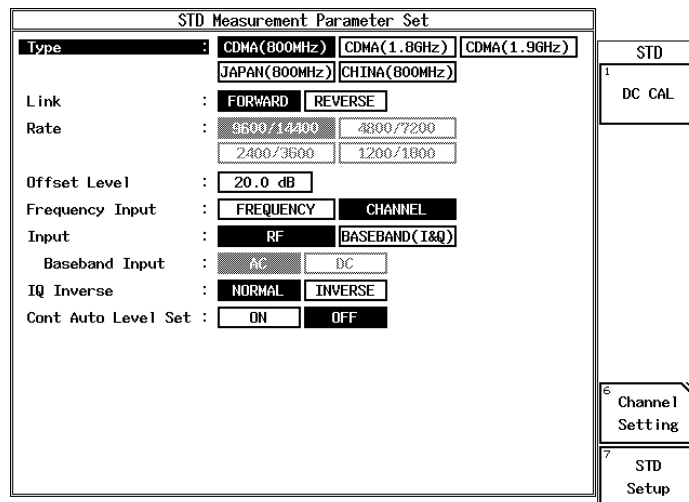 STD Measurement Parameter Set
Type : CDMA(800MHz) CDMA(1.8GHz) CDMA(1.9GHz)
JAPAN(800MHz) CHINA(800MHz)
Link : FORWARD REVERSE
Rate : 9600/14400 4800/7200
2400/3600 1200/1800
Offset Level : 20.0 dB
Frequency Input : FREQUENCY CHANNEL
Input : RF BASEBAND(I&Q)
Baseband Input : AC DC
IQ Inverse : NORMAL INVERSE
Cont Auto Level Set : ON OFF
STD
1
DC CAL
6
Channel
Setting
7
STD
Setup